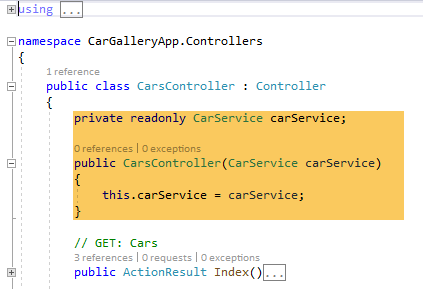 using ...
namespace CarGalleryApp.Controllers
{
1 reference
public class CarsController : Controller
{
private readonly CarService carService;
0 references | 0 exceptions
public CarsController(CarService carService)
{
this.carService = carService;
}
// GET: Cars
3 references | 0 requests | 0 exceptions
public ActionResult Index()...